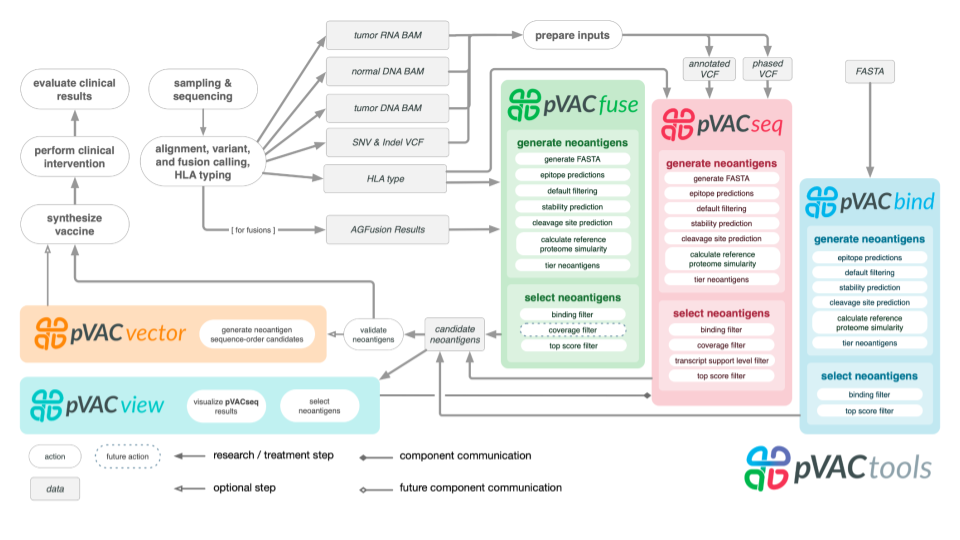 evaluate clinical
results
perform clinical
intervention
synthesize
vaccine
sampling &
sequencing
alignment, variant,
and fusion calling,
HLA typing
[ for fusions ]
tumor RNA BAM
normal DNA BAM
tumor DNA BAM
SNV & Indel VCF
HLA type
AGFusion Results
prepare inputs
annotated
VCF
phased
VCF
FASTA
pVACfuse
generate neoantigens
generate FASTA
epitope predictions
default filtering
stability prediction
cleavage site prediction
calculate reference
proteome simularity
tier neoantigens
select neoantigens
binding filter
coverage filter
top score filter
pVACseq
generate neoantigens
generate FASTA
epitope predictions
default filtering
stability prediction
cleavage site prediction
calculate reference
proteome simularity
tier neoantigens
select neoantigens
binding filter
coverage filter
transcript support level filter
top score filter
pVACbind
generate neoantigens
epitope predictions
default filtering
stability prediction
cleavage site prediction
calculate reference
proteome simularity
tier neoantigens
select neoantigens
binding filter
top score filter
pVACvector
generate neoantigen
sequence-order candidates
validate
neoantigens
candidate
neoantigens
pVACview
visualize pVACseq
results
select
neoantigens
action
future action
research / treatment step
component communication
data
optional step
future component communication
pVACtools